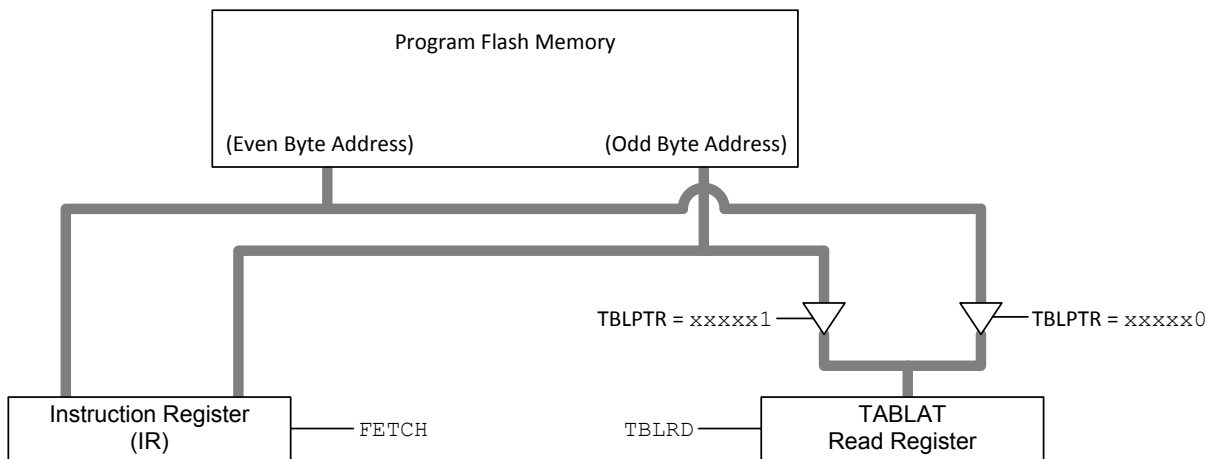 Program Flash Memory
(Even Byte Address)
(Odd Byte Address)
TBLPTR = xxxxx1
TBLPTR = xxxxx0
Instruction Register
(IR)
FETCH
TBLRD
TABLAT
Read Register